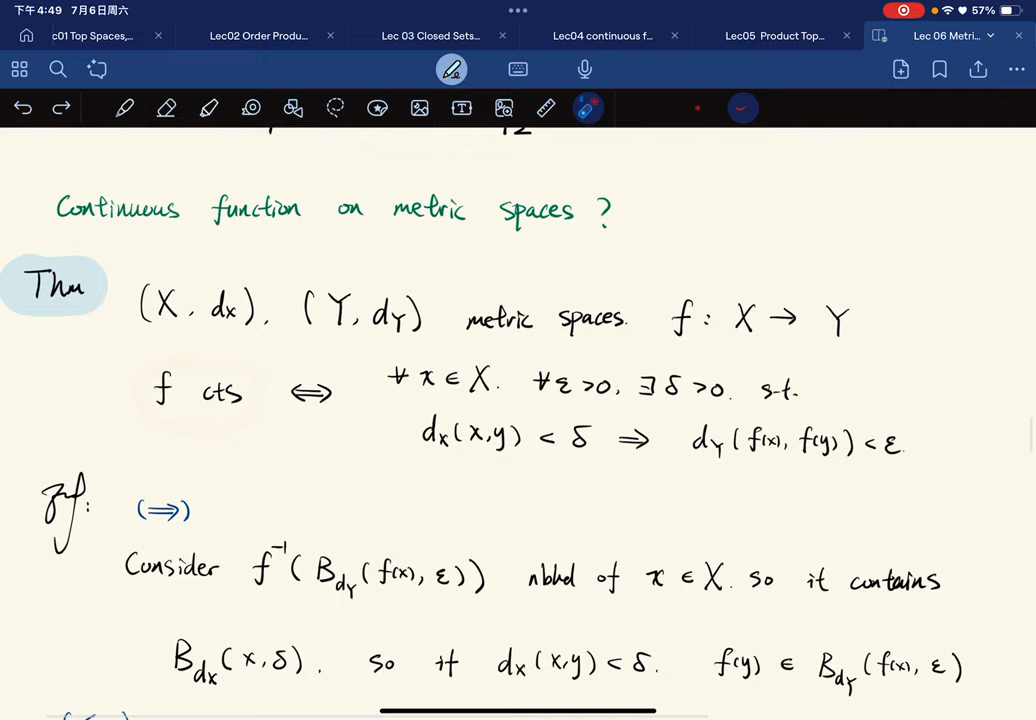 下午4:49 7月6日周六
57%
c01 Top Spaces,...
Lec02 Order Produ...
Lec 03 Closed Sets...
Lec04 continuous f...
Lec05 Product Top...
Lec 06 Metri...
Continuous function on metric spaces ?
Thm
(X, dx), (Y, dY) metric spaces. f : X → Y
f cts ⟺ ∀ x ∈ X. ∀ ε > 0, ∃ δ > 0. s.t.
dx(x,y) < δ ⟹ dY(f(x), f(y)) < ε.
pf: (⟹)
Consider f⁻¹(BdY(f(x), ε)) nbhd of x ∈ X. so it contains
Bdx(x,δ). so if dx(x,y) < δ. f(y) ∈ BdY(f(x), ε)